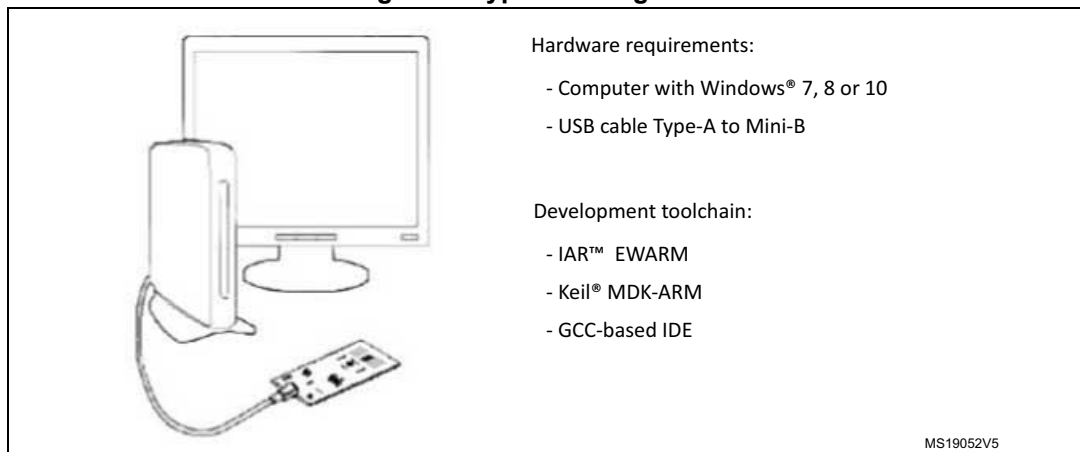 Hardware requirements:
- Computer with Windows® 7, 8 or 10
- USB cable Type-A to Mini-B
Development toolchain:
- IAR™ EWARM
- Keil® MDK-ARM
- GCC-based IDE
MS19052V5